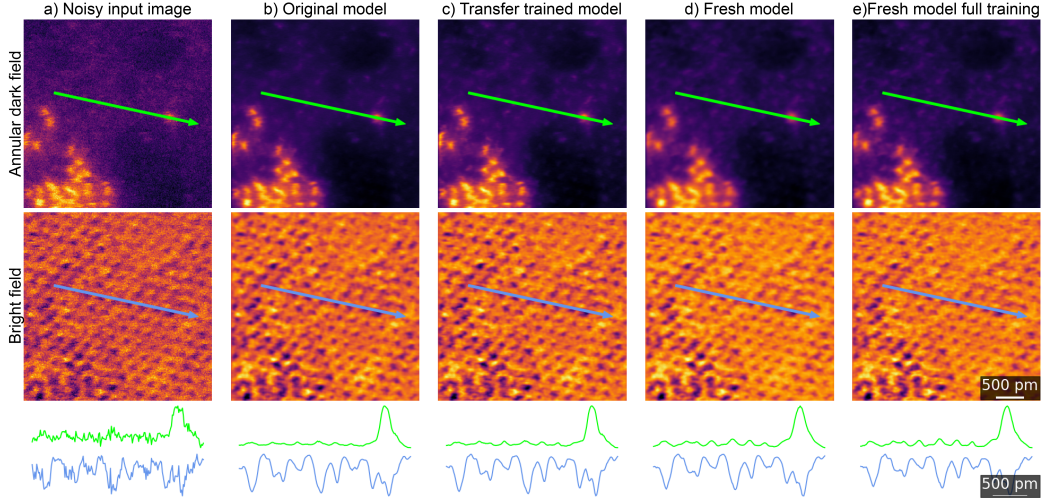 a) Noisy input image
b) Original model
c) Transfer trained model
d) Fresh model
e)Fresh model full training
Annular dark field
Bright field
500 pm
500 pm